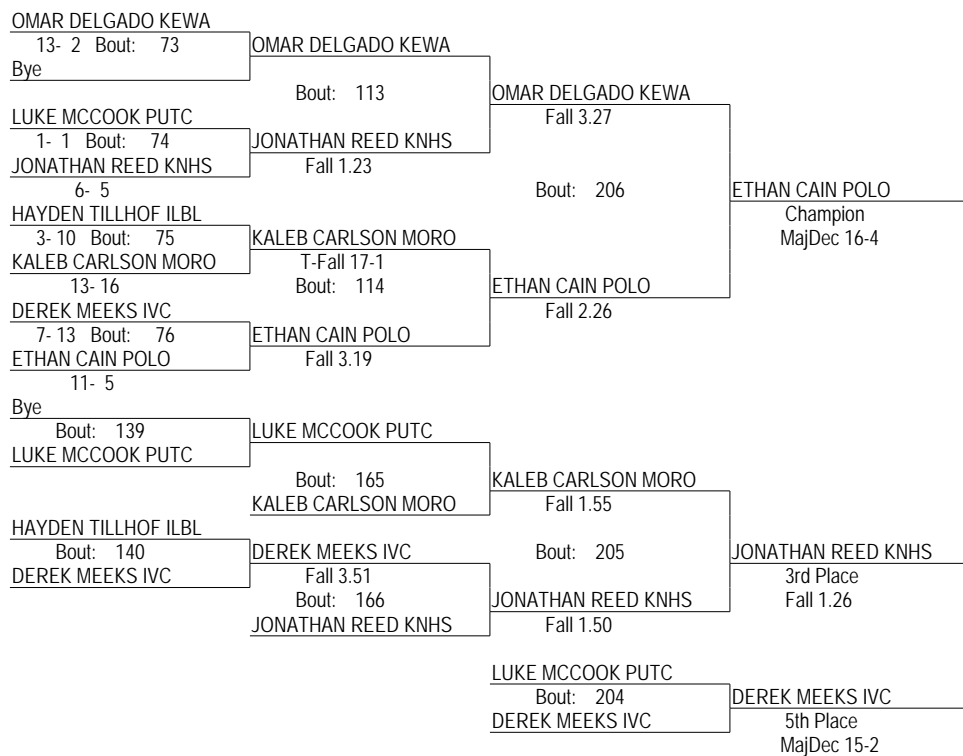 OMAR DELGADO KEWA
13- 2 Bout: 73
Bye
OMAR DELGADO KEWA
Bout: 113
LUKE MCCOOK PUTC
1- 1 Bout: 74
JONATHAN REED KNHS
6- 5
JONATHAN REED KNHS
Fall 1.23
OMAR DELGADO KEWA
Fall 3.27
Bout: 206
HAYDEN TILLHOF ILBL
3- 10 Bout: 75
KALEB CARLSON MORO
13- 16
KALEB CARLSON MORO
T-Fall 17-1
Bout: 114
DEREK MEEKS IVC
7- 13 Bout: 76
ETHAN CAIN POLO
11- 5
ETHAN CAIN POLO
Fall 3.19
ETHAN CAIN POLO
Fall 2.26
ETHAN CAIN POLO
Champion
MajDec 16-4
Bye
Bout: 139
LUKE MCCOOK PUTC
LUKE MCCOOK PUTC
Bout: 165
KALEB CARLSON MORO
KALEB CARLSON MORO
Fall 1.55
Bout: 205
HAYDEN TILLHOF ILBL
Bout: 140
DEREK MEEKS IVC
DEREK MEEKS IVC
Fall 3.51
Bout: 166
JONATHAN REED KNHS
JONATHAN REED KNHS
Fall 1.50
JONATHAN REED KNHS
3rd Place
Fall 1.26
LUKE MCCOOK PUTC
Bout: 204
DEREK MEEKS IVC
DEREK MEEKS IVC
5th Place
MajDec 15-2